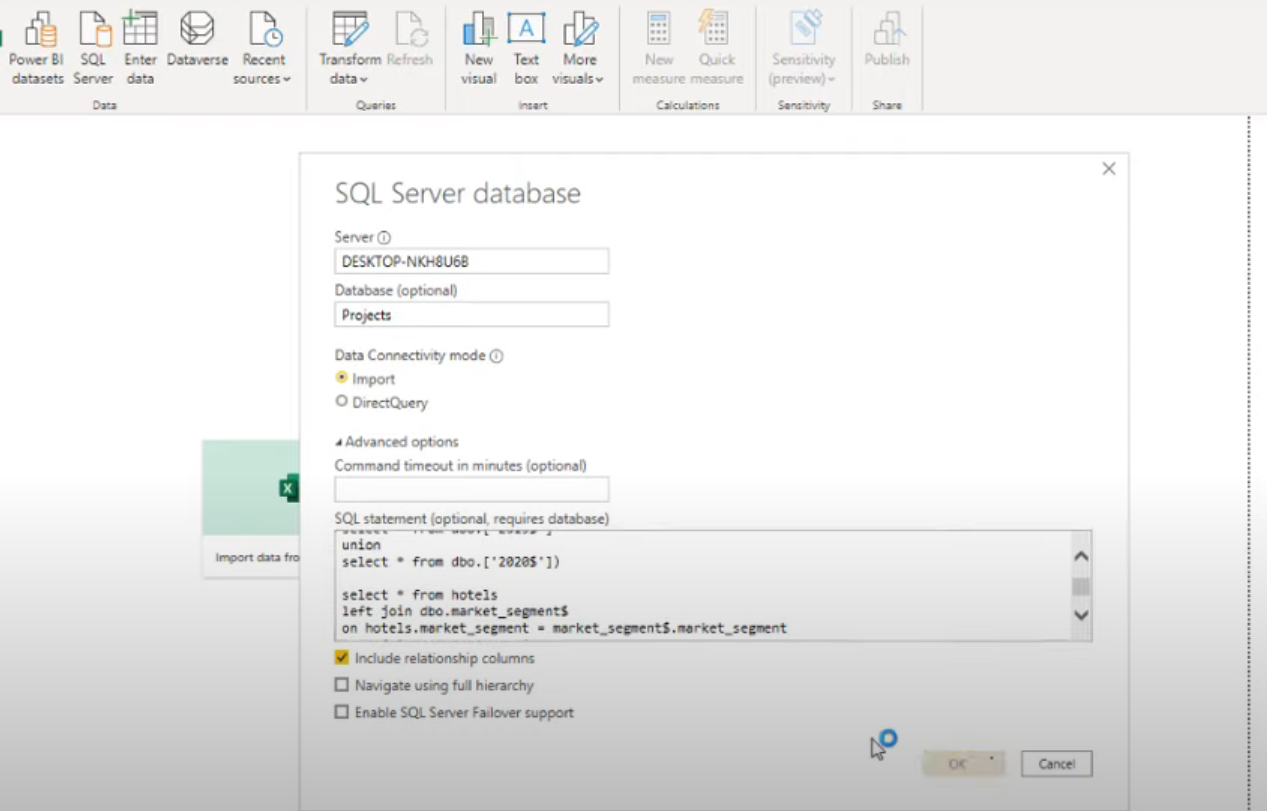 Power BI datasets
SQL Server
Enter data
Dataverse
Recent sources
Transform data
Refresh
New visual
Text box
More visuals
New measure
Quick measure
Sensitivity (preview)
Publish
Data
Queries
Insert
Calculations
Sensitivity
Share
SQL Server database
Server
DESKTOP-NKH8U6B
Database (optional)
Projects
Data Connectivity mode
Import
DirectQuery
Advanced options
Command timeout in minutes (optional)
SQL statement (optional, requires database)
union
select * from dbo.['2020$'])
select * from hotels
left join dbo.market_segment$
on hotels.market_segment = market_segment$.market_segment
Import data fro
Include relationship columns
Navigate using full hierarchy
Enable SQL Server Failover support
OK
Cancel